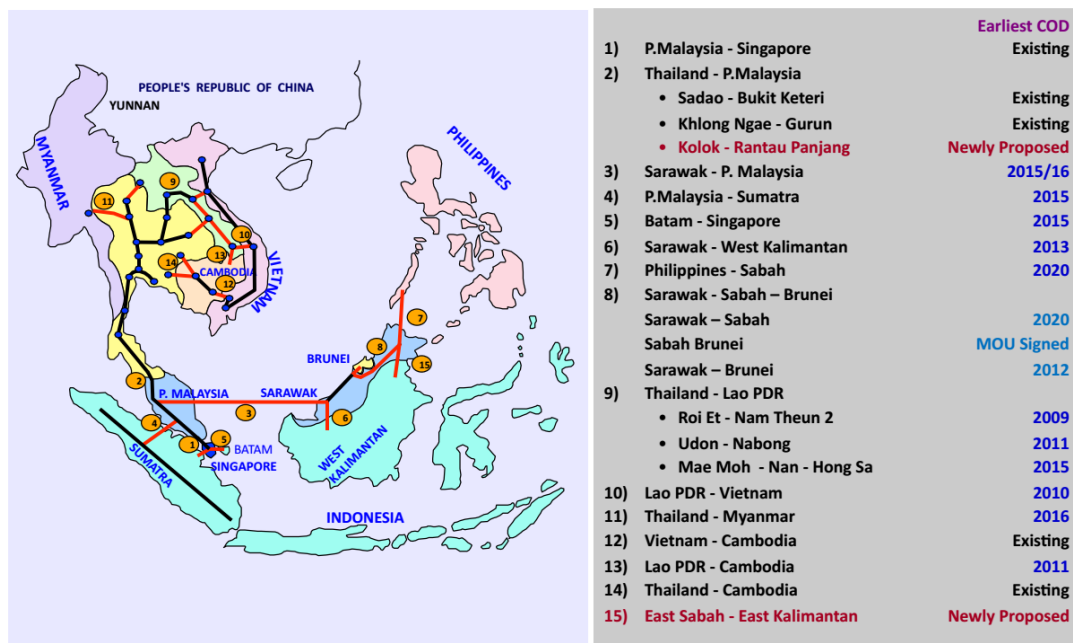 PEOPLE'S REPUBLIC OF CHINA
YUNNAN
MYANMAR
PHILIPPINES
9
11
10
13
14
CAMBODIA
12
VIETNAM
7
8
BRUNEI
15
2
P. MALAYSIA
SARAWAK
3
6
4
5
1
BATAM
SINGAPORE
SUMATRA
WEST
KALIMANTAN
INDONESIA
Earliest COD
1) P.Malaysia - Singapore Existing
2) Thailand - P.Malaysia
• Sadao - Bukit Keteri Existing
• Khlong Ngae - Gurun Existing
• Kolok - Rantau Panjang Newly Proposed
3) Sarawak - P. Malaysia 2015/16
4) P.Malaysia - Sumatra 2015
5) Batam - Singapore 2015
6) Sarawak - West Kalimantan 2013
7) Philippines - Sabah 2020
8) Sarawak - Sabah – Brunei
Sarawak – Sabah 2020
Sabah Brunei MOU Signed
Sarawak – Brunei 2012
9) Thailand - Lao PDR
• Roi Et - Nam Theun 2 2009
• Udon - Nabong 2011
• Mae Moh - Nan - Hong Sa 2015
10) Lao PDR - Vietnam 2010
11) Thailand - Myanmar 2016
12) Vietnam - Cambodia Existing
13) Lao PDR - Cambodia 2011
14) Thailand - Cambodia Existing
15) East Sabah - East Kalimantan Newly Proposed